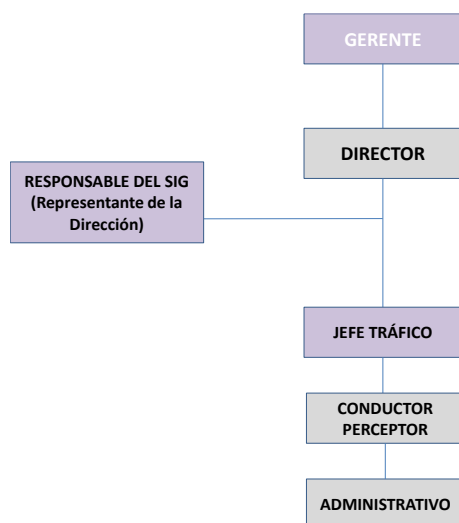 GERENTE
DIRECTOR
RESPONSABLE DEL SIG
(Representante de la
Dirección)
JEFE TRÁFICO
CONDUCTOR
PERCEPTOR
ADMINISTRATIVO